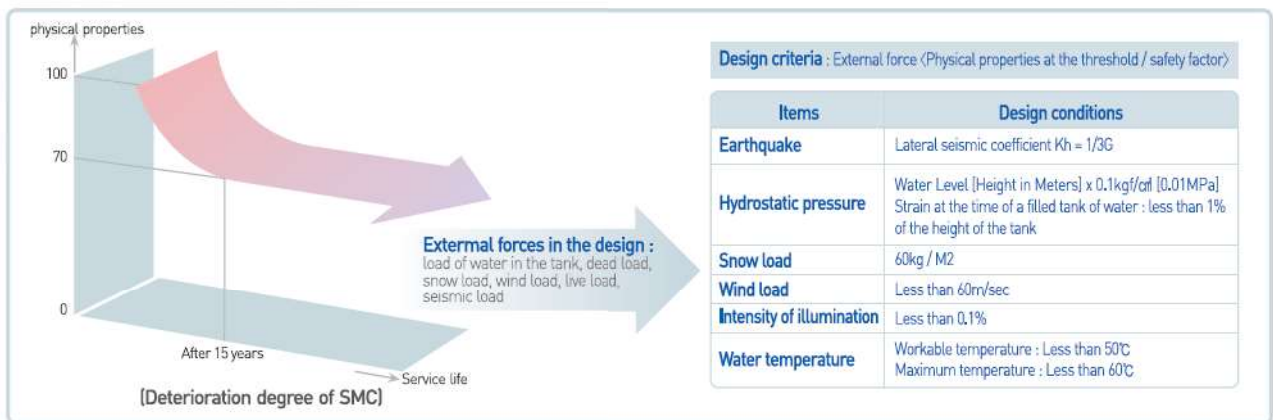 physical properties
100
70
0
After 15 years
Service life
(Deterioration degree of SMC)
Extermal forces in the design :
load of water in the tank, dead load,
snow load, wind load, live load,
seismic load
Design criteria : External force 〈Physical properties at the threshold / safety factor〉
Items Design conditions
Earthquake Lateral seismic coefficient Kh = 1/3G
Hydrostatic pressure
Water Level [Height in Meters] x 0.1kgf/㎠ [0.01MPa]
Strain at the time of a filled tank of water : less than 1%
of the height of the tank
Snow load 60kg / M2
Wind load Less than 60m/sec
Intensity of illumination Less than 0.1%
Water temperature
Workable temperature : Less than 50℃
Maximum temperature : Less than 60℃